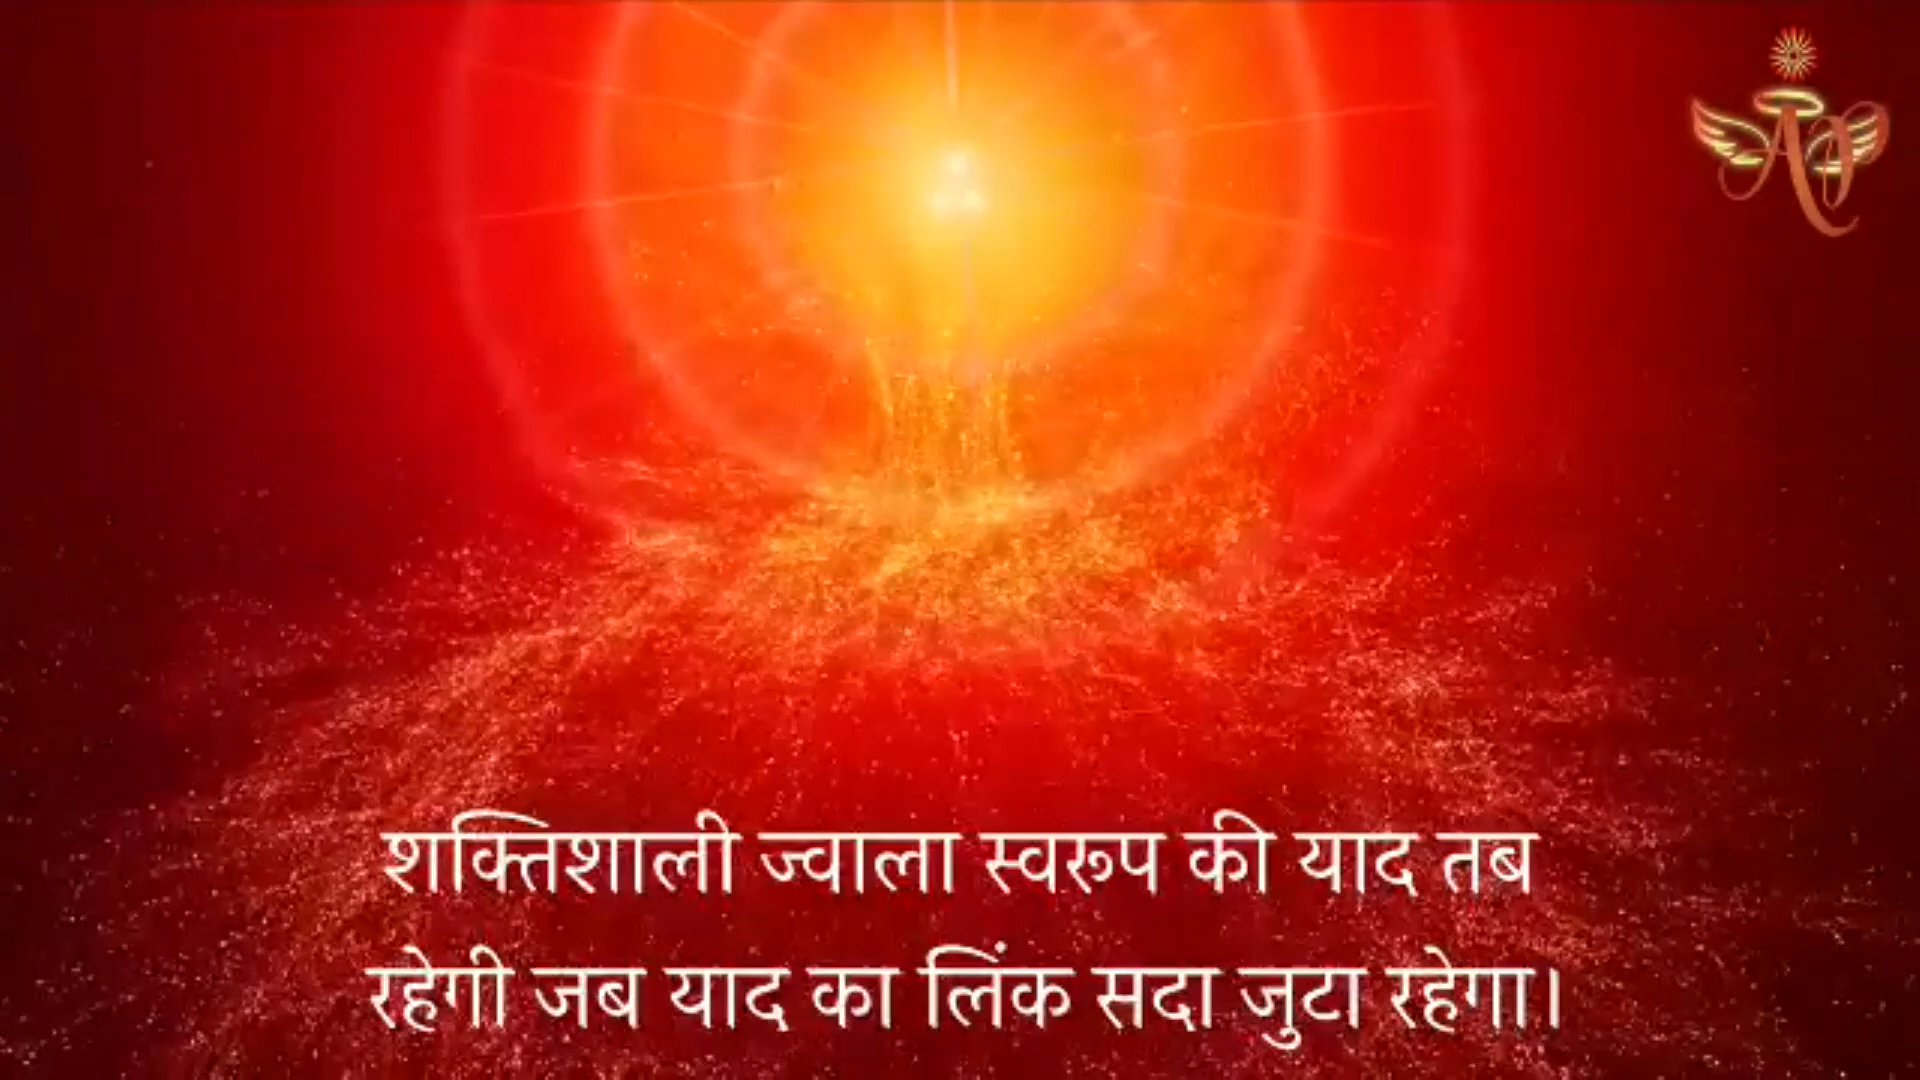 शक्तिशाली ज्वाला स्वरूप की याद तब
रहेगी जब याद का लिंक सदा जुटा रहेगा।